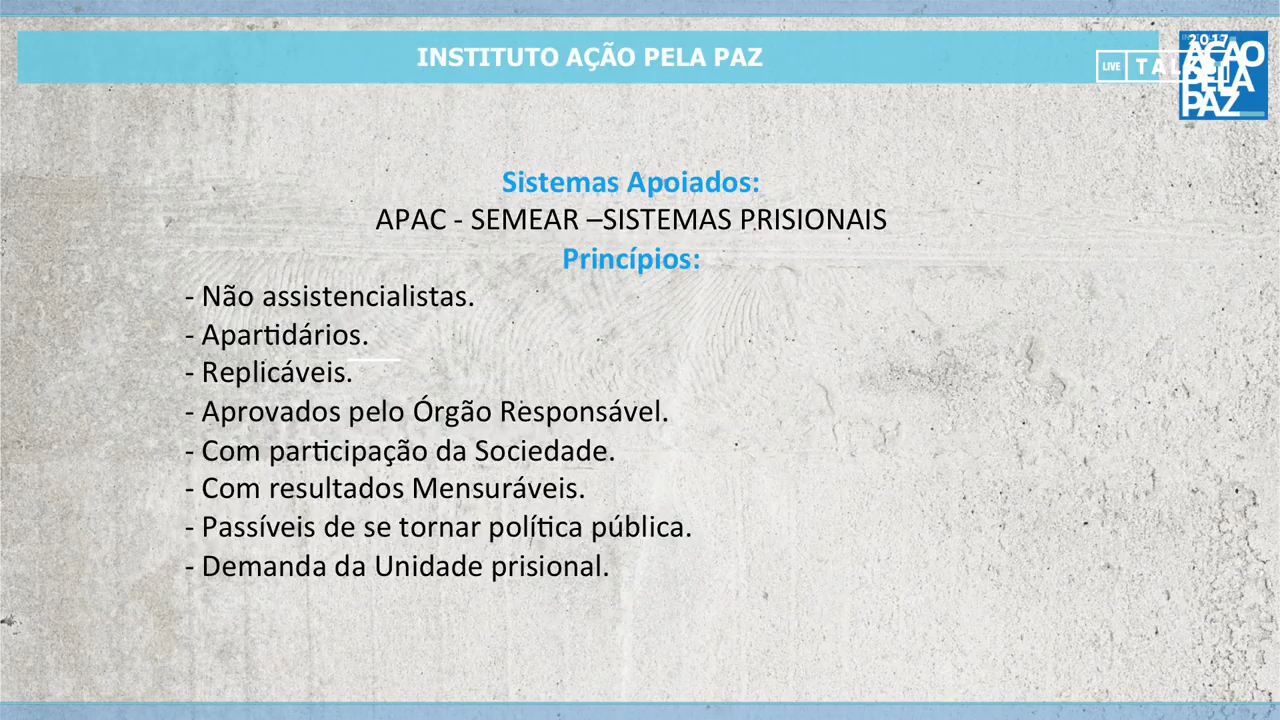 INSTITUTO AÇÃO PELA PAZ
2017
LIVE
AÇAO
PELA
PAZ
Sistemas Apoiados:
APAC - SEMEAR –SISTEMAS PRISIONAIS
Princípios:
- Não assistencialistas.
- Apartidários.
- Replicáveis.
- Aprovados pelo Órgão Responsável.
- Com participação da Sociedade.
- Com resultados Mensuráveis.
- Passíveis de se tornar política pública.
- Demanda da Unidade prisional.